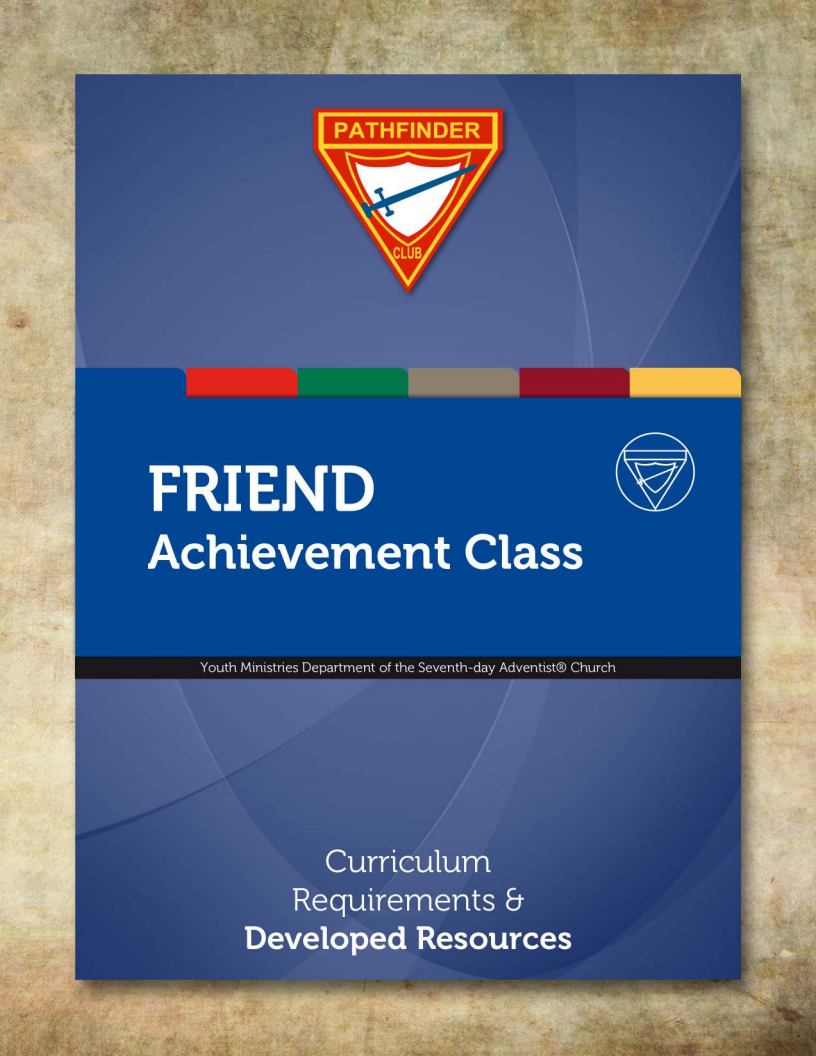 PATHFINDER
CLUB
FRIEND
Achievement Class
Youth Ministries Department of the Seventh-day Adventist® Church
Curriculum
Requirements &
Developed Resources